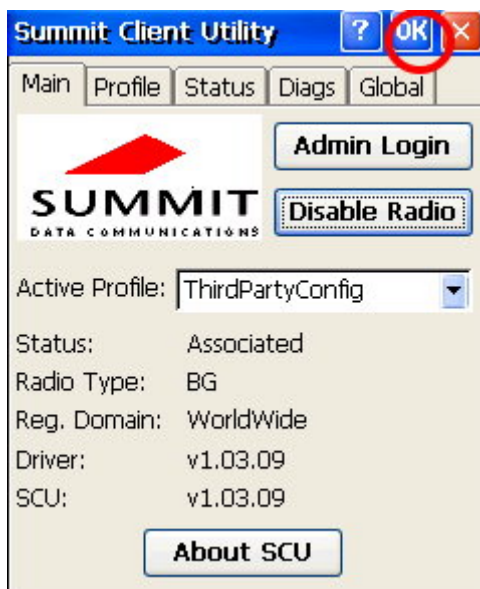 Summit Client Utility ? OK ×
Main Profile Status Diags Global
SUMMIT
DATA COMMUNICATIONS
Admin Login
Disable Radio
Active Profile: ThirdPartyConfig
Status: Associated
Radio Type: BG
Reg. Domain: WorldWide
Driver: v1.03.09
SCU: v1.03.09
About SCU